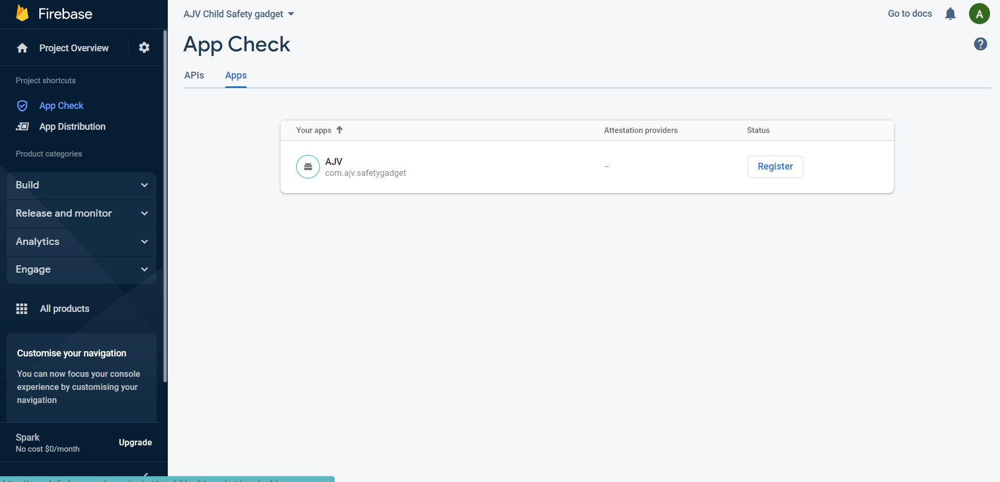 Firebase
Project Overview
Project shortcuts
App Check
App Distribution
Product categories
Build
Release and monitor
Analytics
Engage
All products
Customise your navigation
You can now focus your console
experience by customising your
navigation
Spark
No cost $0/month
Upgrade
AJV Child Safety gadget
Go to docs
A
App Check
?
APIs
Apps
Your apps
Attestation providers
Status
AJV
com.ajv.safetygadget
–
Register